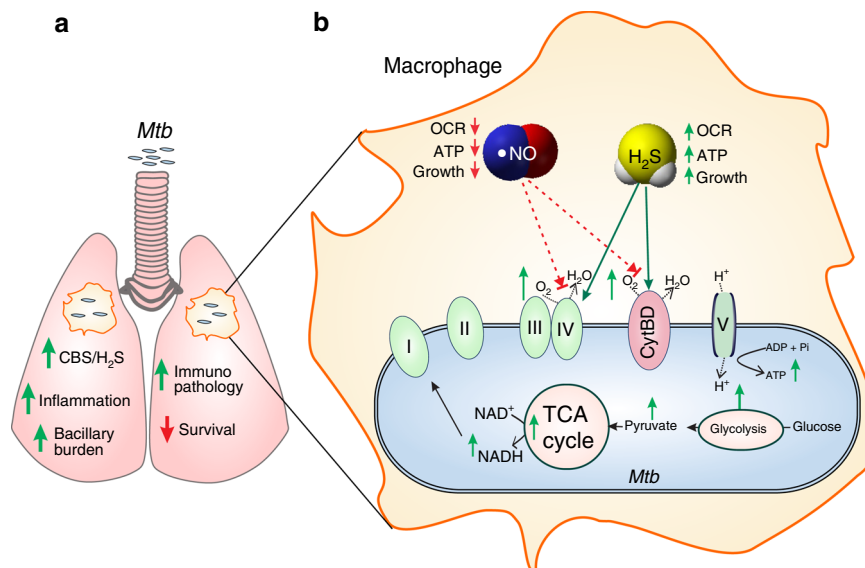 a
Mtb
CBS/H₂S
Inflammation
Bacillary
burden
Immuno
pathology
Survival
b
Macrophage
OCR
ATP
Growth
•NO
H₂S
OCR
ATP
Growth
O₂
H₂O
O₂
H₂O
H⁺
I
II
III
IV
CytBD
V
ADP + Pi
ATP
H⁺
NAD⁺
NADH
TCA
cycle
Pyruvate
Glycolysis
Glucose
Mtb